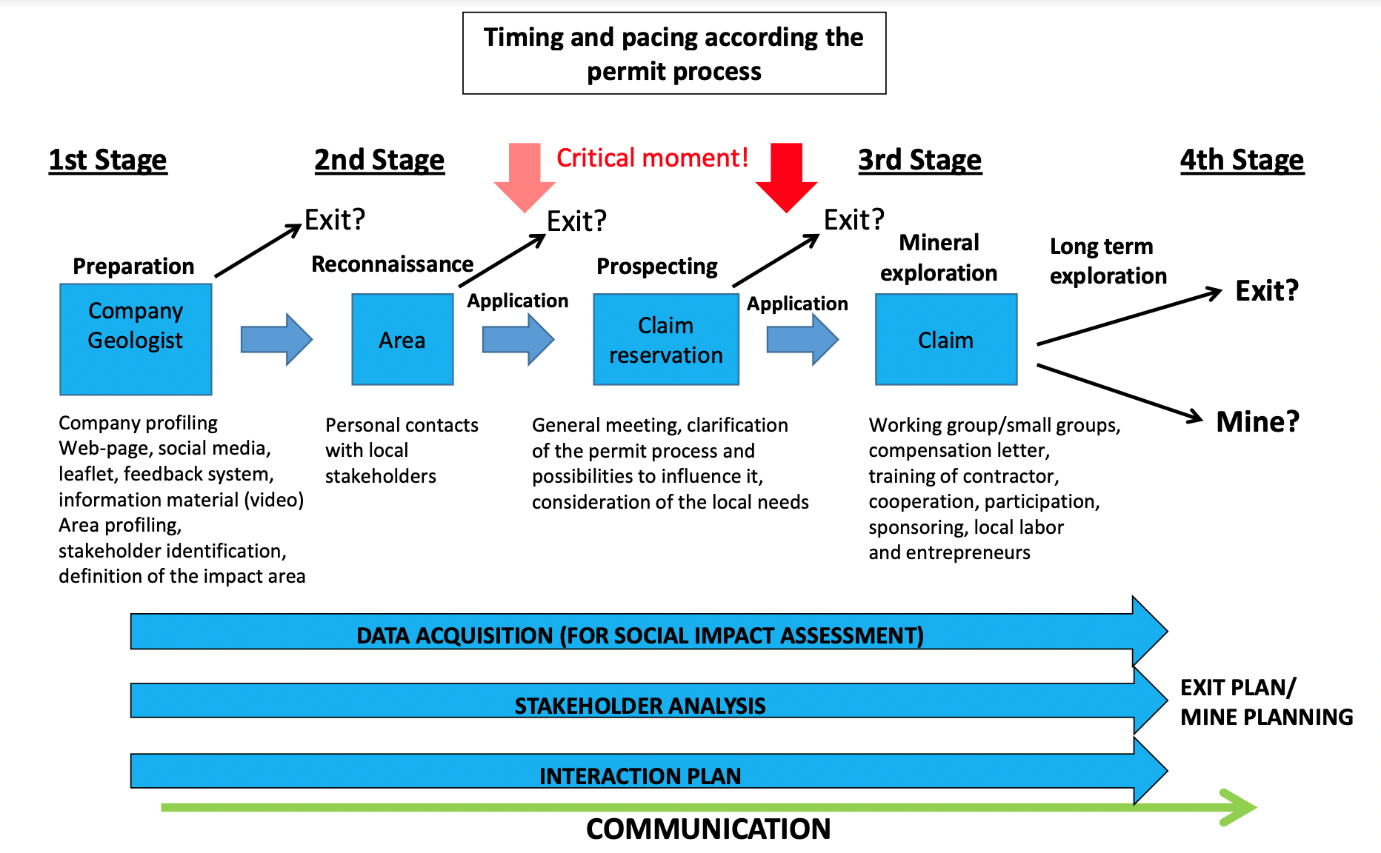 Timing and pacing according the
permit process
1st Stage
2nd Stage
Critical moment!
3rd Stage
4th Stage
Exit?
Exit?
Exit?
Preparation
Reconnaissance
Prospecting
Mineral
exploration
Long term
exploration
Company
Geologist
Area
Application
Claim
reservation
Application
Claim
Exit?
Mine?
Company profiling
Web-page, social media,
leaflet, feedback system,
information material (video)
Area profiling,
stakeholder identification,
definition of the impact area
Personal contacts
with local
stakeholders
General meeting, clarification
of the permit process and
possibilities to influence it,
consideration of the local needs
Working group/small groups,
compensation letter,
training of contractor,
cooperation, participation,
sponsoring, local labor
and entrepreneurs
DATA ACQUISITION (FOR SOCIAL IMPACT ASSESSMENT)
STAKEHOLDER ANALYSIS
INTERACTION PLAN
EXIT PLAN/
MINE PLANNING
COMMUNICATION